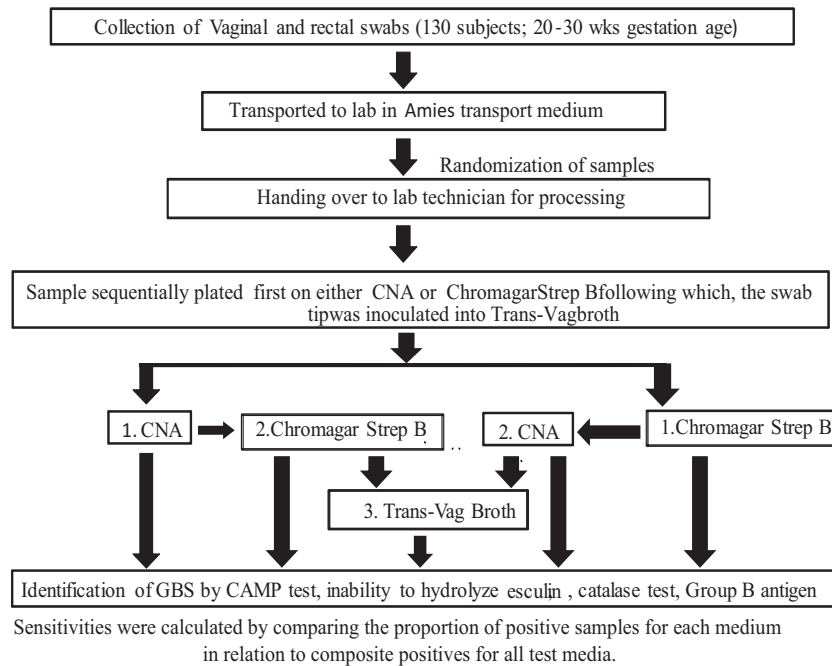 Collection of Vaginal and rectal swabs (130 subjects; 20-30 wks gestation age)
Transported to lab in Amies transport medium
Randomization of samples
Handing over to lab technician for processing
Sample sequentially plated first on either CNA or ChromagarStrep Bfollowing which, the swab
tipwas inoculated into Trans-Vagbroth
1. CNA
2.Chromagar Strep B
2. CNA
1.Chromagar Strep B
3. Trans-Vag Broth
Identification of GBS by CAMP test, inability to hydrolyze esculin , catalase test, Group B antigen
Sensitivities were calculated by comparing the proportion of positive samples for each medium
in relation to composite positives for all test media.